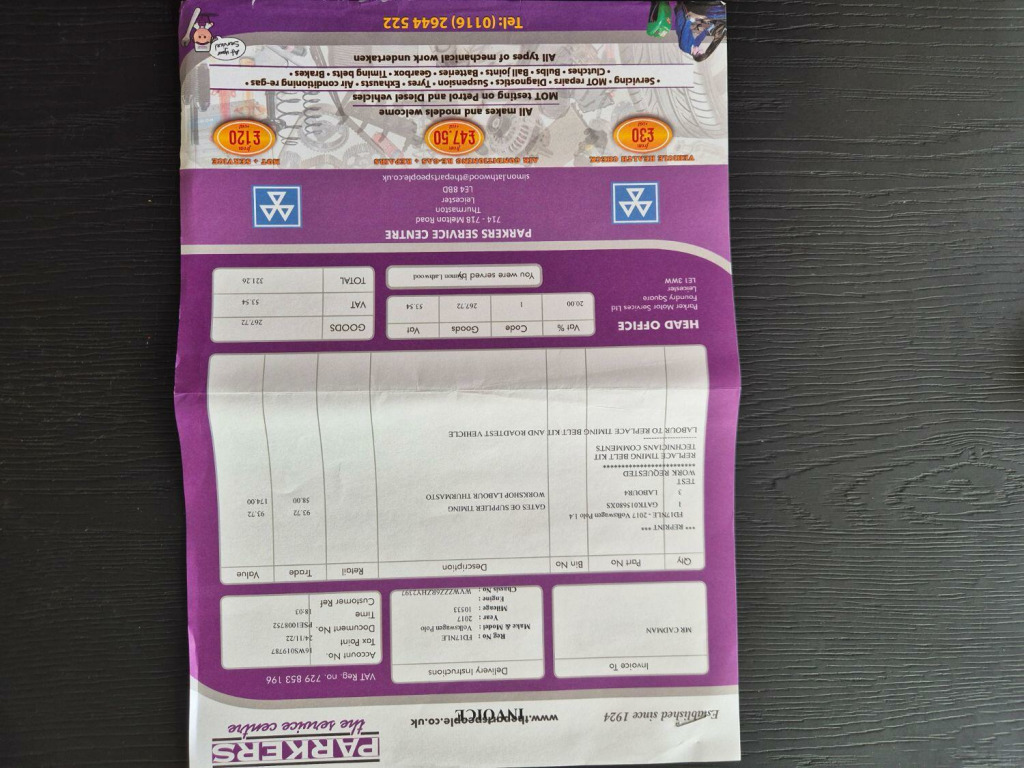 PARKERS
the service centre
Established since 1924
INVOICE
www.thepartspeople.co.uk
VAT Reg. no. 729 853 196
Invoice To
MR CADMAN
Delivery Instructions
Reg No : FD17NLE
Make & Model : Volkswagen Polo
Year : 2017
Mileage : 10533
Engine :
Chassis No :
Account No. 16WS019787
Tax Point 24/11/22
Document No. PSE1008752
Time 18:03
Customer Ref
Qty Part No Bin No Description Retail Trade Value
*** REPRINT ***
FD17NLE - 2017 Volkswagen Polo 1.4
1 GATK015680XS GATES DE SUPPLIER TIMING 93.72 93.72
3 LABOUR4 WORKSHOP LABOUR THURMASTO 58.00 174.00
TEST
WORK REQUESTED
********************
REPLACE TIMING BELT KIT
TECHNICIANS COMMENTS
--------------------
LABOUR TO REPLACE TIMING BELT KIT AND ROADTEST VEHICLE
HEAD OFFICE
Parker Motor Services Ltd
Foundry Square
Leicester
LE1 3WW
Vat % Code Goods Vat
20.00 1 267.72 53.54
You were served by Simon Lathwood
GOODS 267.72
VAT 53.54
TOTAL 321.26
PARKERS SERVICE CENTRE
714 - 718 Melton Road
Thurmaston
Leicester
LE4 8BD
simon.lathwood@thepartspeople.co.uk
VEHICLE HEALTH CHECK
from
£30
+VAT
AIR CONDITIONING RE-GAS + REPAIRS
from
£47.50
+VAT
MOT + SERVICE
from
£120
+VAT
All makes and models welcome
MOT testing on Petrol and Diesel vehicles
• Servicing • MOT repairs • Diagnostics • Suspension • Tyres • Exhausts • Air conditioning re-gas •
• Clutches • Bulbs • Ball joints • Batteries • Gearbox • Timing belts • Brakes •
All types of mechanical work undertaken
At your
Service!
Tel: (0116) 2644 522